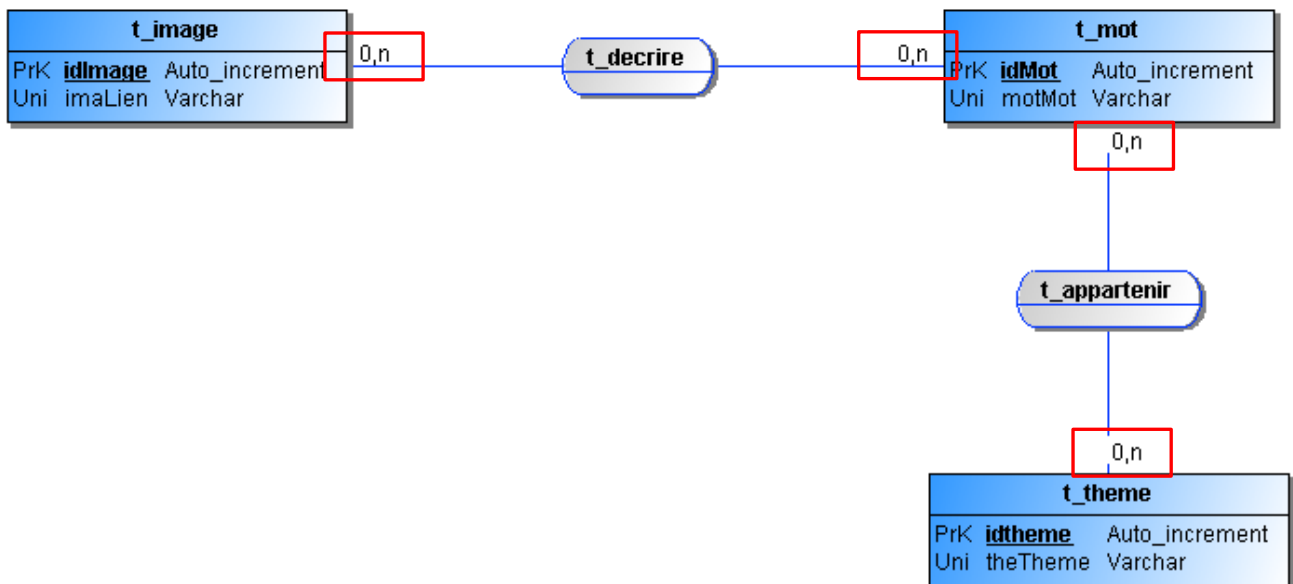 t_image
PrK idImage Auto_increment
Uni imaLien Varchar
0,n
t_decrire
0,n
t_mot
PrK idMot Auto_increment
Uni motMot Varchar
0,n
t_appartenir
0,n
t_theme
PrK idtheme Auto_increment
Uni theTheme Varchar